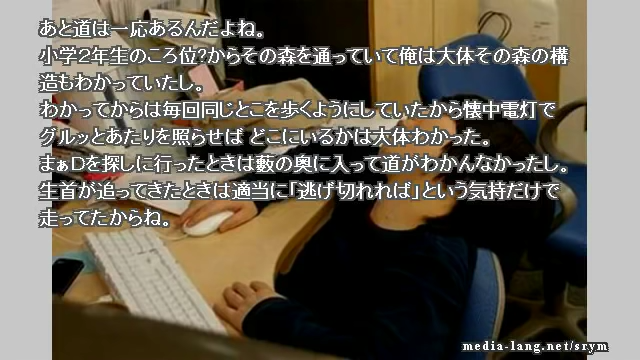 あと道は一応あるんだよね。
小学２年生のころ位?からその森を通っていて俺は大体その森の構
造もわかっていたし。
わかってからは毎回同じとこを歩くようにしていたから懐中電灯で
グルッとあたりを照らせば どこにいるかは大体わかった。
まぁＤを探しに行ったときは藪の奥に入って道がわかんなかったし。
生首が追ってきたときは適当に｢逃げ切れれば｣という気持だけで
走ってたからね。
media-lang.net/srym